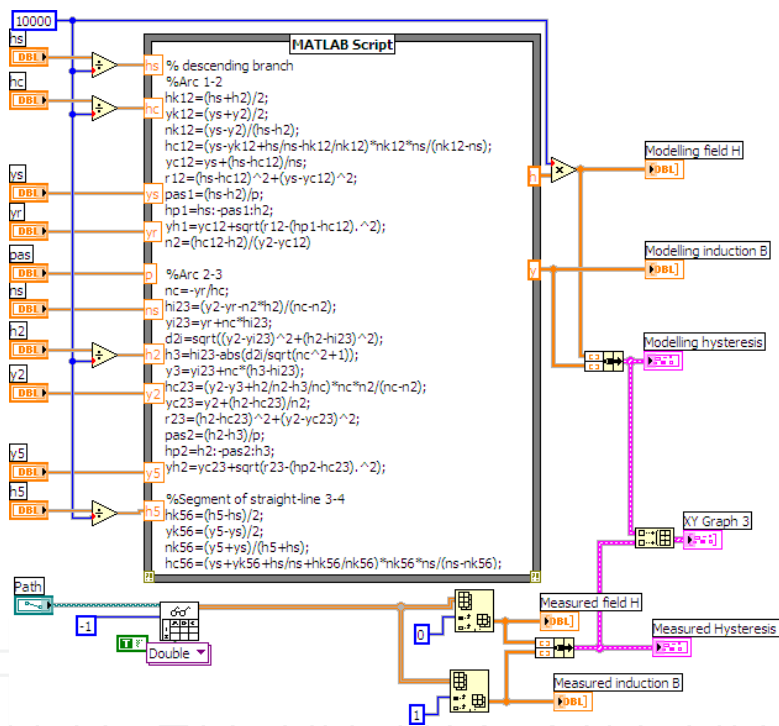 10000
MATLAB Script
hs
DBL
hs
% descending branch
%Arc 1-2
hk12=(hs+h2)/2;
yk12=(ys+y2)/2;
nk12=(ys-y2)/(hs-h2);
hc12=(ys-yk12+hs/ns-hk12/nk12)*nk12*ns/(nk12-ns);
yc12=ys+(hs-hc12)/ns;
r12=(hs-hc12)^2+(ys-yc12)^2;
pas1=(hs-h2)/p;
hp1=hs:-pas1:h2;
yh1=yc12+sqrt(r12-(hp1-hc12).^2);
n2=(hc12-h2)/(y2-yc12)
%Arc 2-3
nc=-yr/hc;
hi23=(y2-yr-n2*h2)/(nc-n2);
yi23=yr+nc*hi23;
d2i=sqrt((y2-yi23)^2+(h2-hi23)^2);
h3=hi23-abs(d2i/sqrt(nc^2+1));
y3=yi23+nc*(h3-hi23);
hc23=(y2-y3+h2/n2-h3/nc)*nc*n2/(nc-n2);
yc23=y2+(h2-hc23)/n2;
r23=(h2-hc23)^2+(y2-yc23)^2;
pas2=(h2-h3)/p;
hp2=h2:-pas2:h3;
yh2=yc23+sqrt(r23-(hp2-hc23).^2);
%Segment of straight-line 3-4
hk56=(h5-hs)/2;
yk56=(y5-ys)/2;
nk56=(y5+ys)/(h5+hs);
hc56=(ys+yk56+hs/ns+hk56/nk56)*nk56*ns/(ns-nk56);
hc
DBL
hc
ys
DBL
ys
yr
DBL
yr
pas
DBL
p
ns
DBL
ns
h2
DBL
h2
y2
DBL
y2
y5
DBL
y5
h5
DBL
h5
h
y
Modelling field H
DBL
Modelling induction B
DBL
Modelling hysteresis
XY Graph 3
Path
-1
T
Double
0
1
Measured field H
DBL
Measured Hysteresis
Measured induction B
DBL